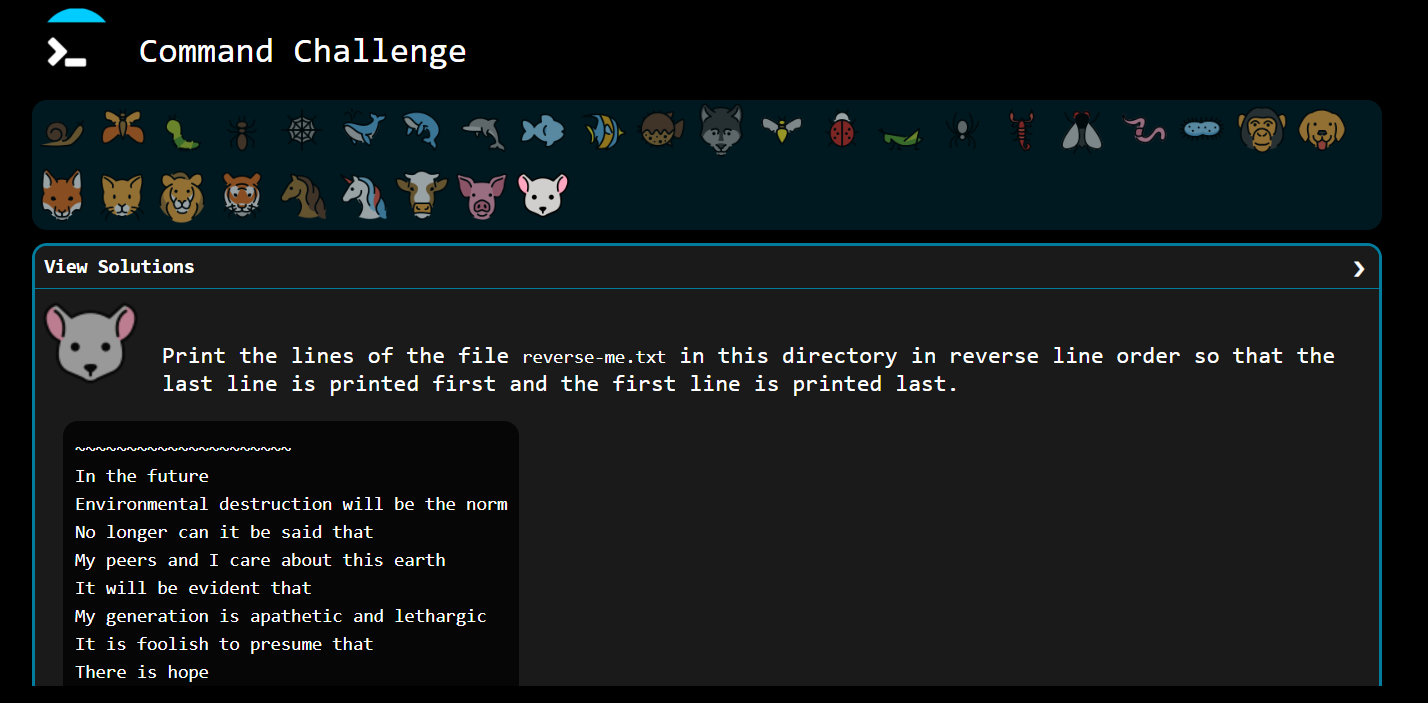 Command Challenge
View Solutions
Print the lines of the file reverse-me.txt in this directory in reverse line order so that the
last line is printed first and the first line is printed last.
~~~~~~~~~~~~~~~~~~~~~
In the future
Environmental destruction will be the norm
No longer can it be said that
My peers and I care about this earth
It will be evident that
My generation is apathetic and lethargic
It is foolish to presume that
There is hope